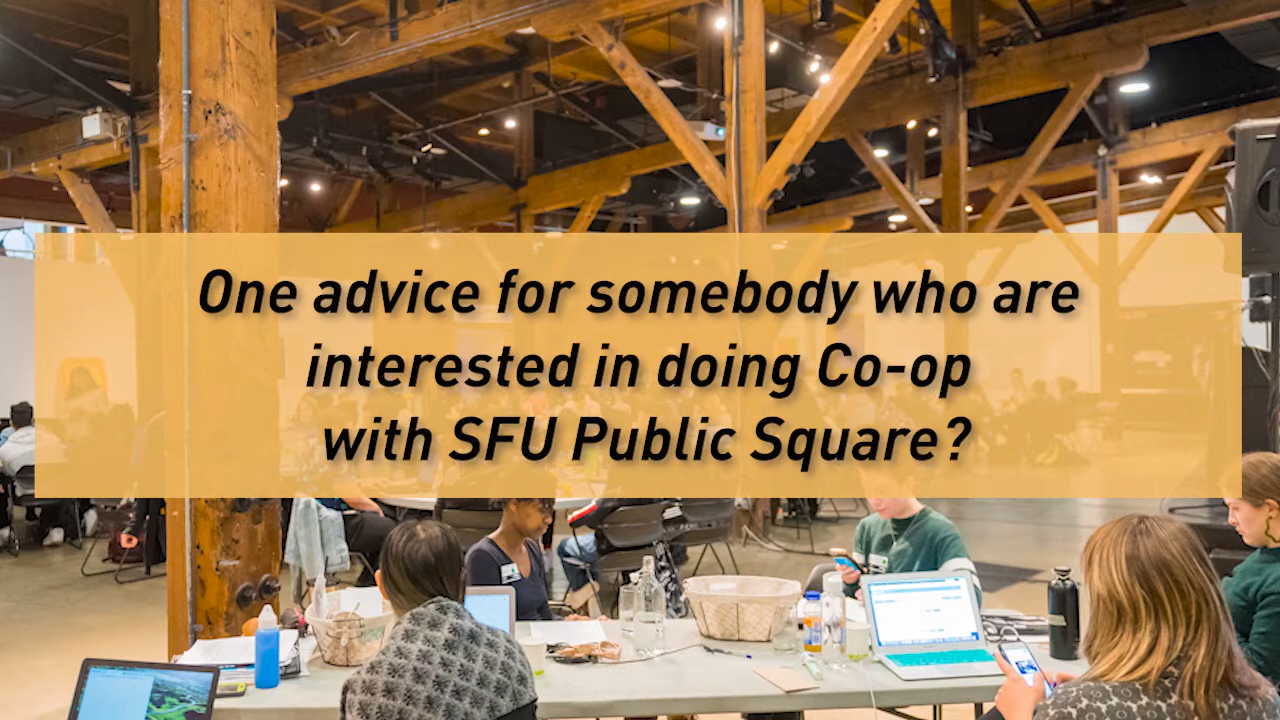 One advice for somebody who are
interested in doing Co-op
with SFU Public Square?